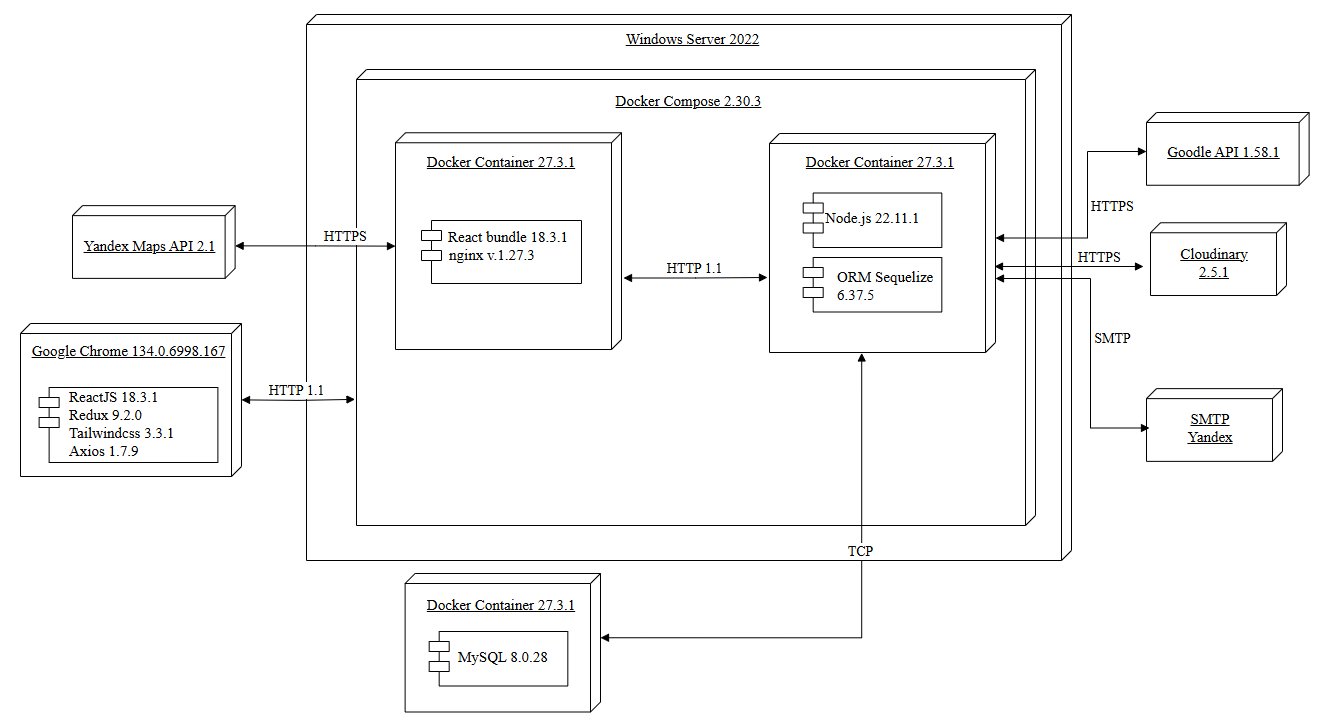 Windows Server 2022
Docker Compose 2.30.3
Docker Container 27.3.1
React bundle 18.3.1
nginx v.1.27.3
HTTP 1.1
Docker Container 27.3.1
Node.js 22.11.1
ORM Sequelize
6.37.5
Yandex Maps API 2.1
HTTPS
Google Chrome 134.0.6998.167
ReactJS 18.3.1
Redux 9.2.0
Tailwindcss 3.3.1
Axios 1.7.9
HTTP 1.1
Goodle API 1.58.1
HTTPS
Cloudinary
2.5.1
HTTPS
SMTP
SMTP
Yandex
TCP
Docker Container 27.3.1
MySQL 8.0.28